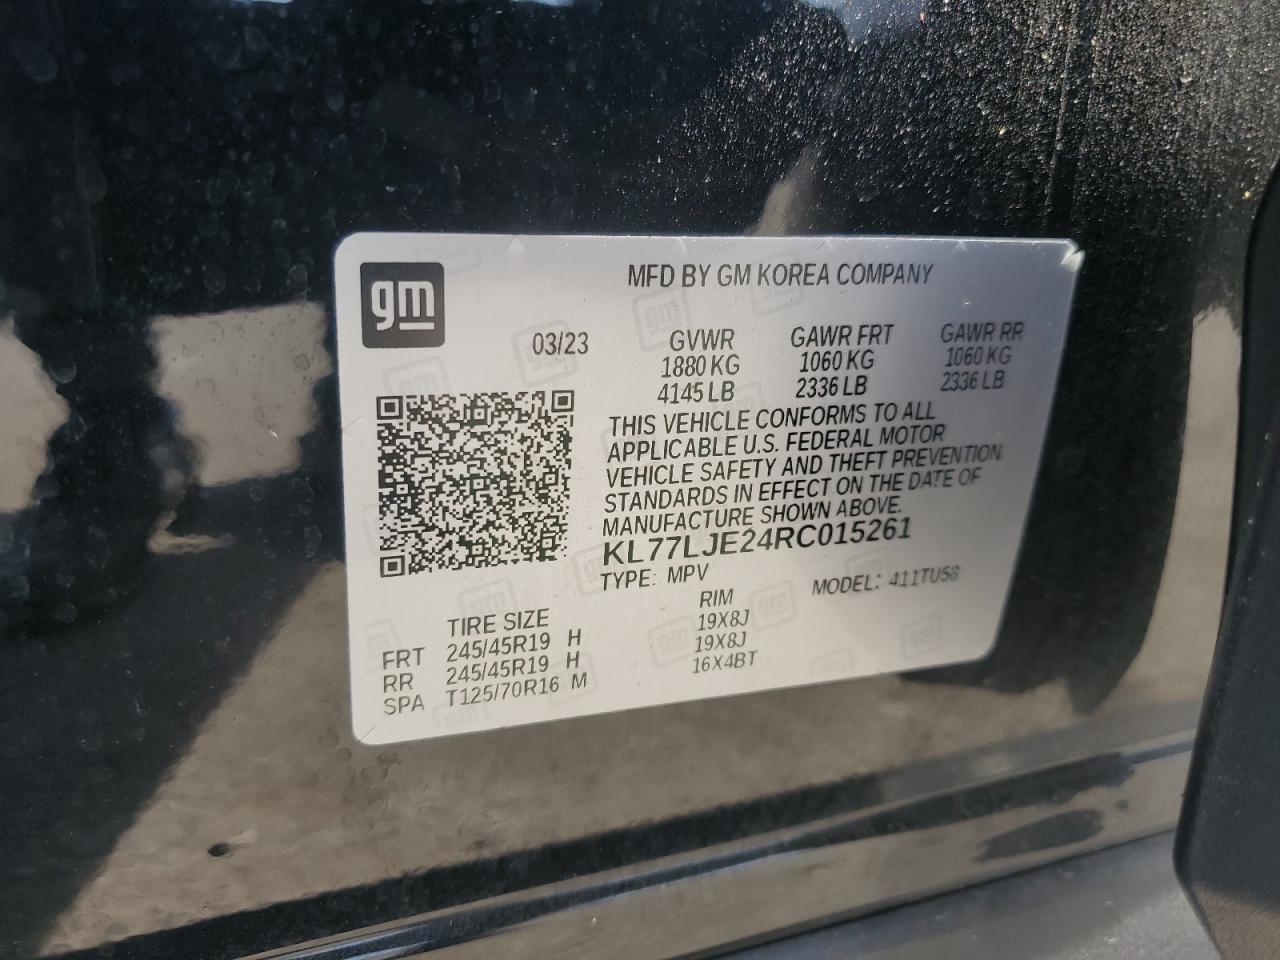 gm
MFD BY GM KOREA COMPANY
03/23 GVWR GAWR FRT GAWR RR
1880 KG 1060 KG 1060 KG
4145 LB 2336 LB 2336 LB
THIS VEHICLE CONFORMS TO ALL
APPLICABLE U.S. FEDERAL MOTOR
VEHICLE SAFETY AND THEFT PREVENTION
STANDARDS IN EFFECT ON THE DATE OF
MANUFACTURE SHOWN ABOVE.
KL77LJE24RC015261
TYPE: MPV MODEL: 411TU58
TIRE SIZE RIM
FRT 245/45R19 H 19X8J
RR 245/45R19 H 19X8J
SPA T125/70R16 M 16X4BT